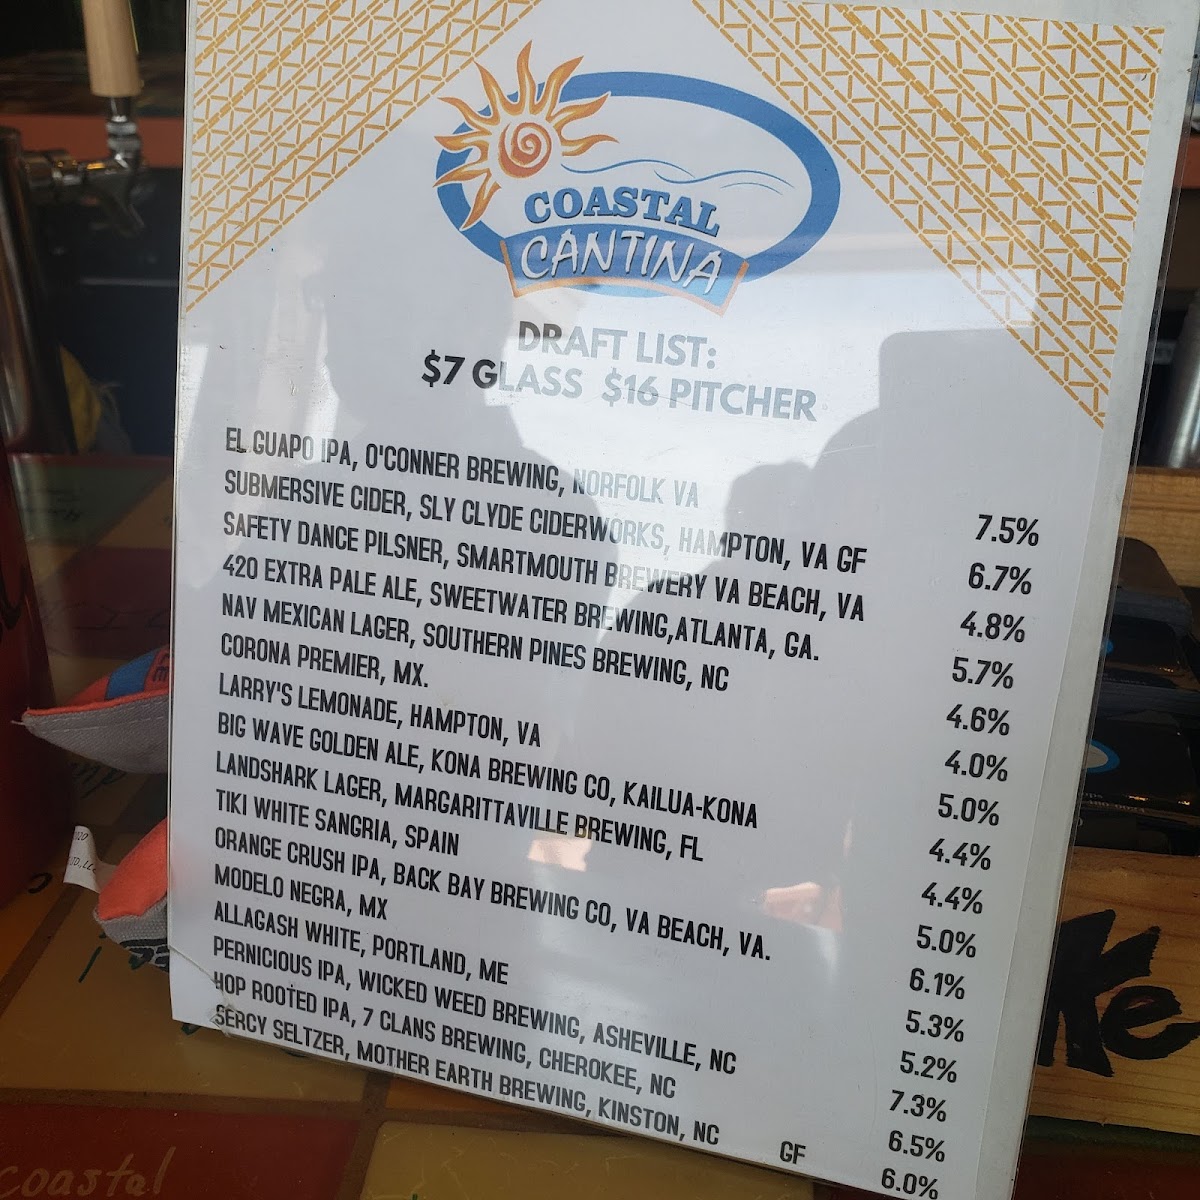 COASTAL
CANTINA
DRAFT LIST:
$7 GLASS $16 PITCHER
EL GUAPO IPA, O'CONNER BREWING, NORFOLK VA 7.5%
SUBMERSIVE CIDER, SLY CLYDE CIDERWORKS, HAMPTON, VA GF 6.7%
SAFETY DANCE PILSNER, SMARTMOUTH BREWERY VA BEACH, VA 4.8%
420 EXTRA PALE ALE, SWEETWATER BREWING,ATLANTA, GA. 5.7%
NAV MEXICAN LAGER, SOUTHERN PINES BREWING, NC 4.6%
CORONA PREMIER, MX. 4.0%
LARRY'S LEMONADE, HAMPTON, VA 5.0%
BIG WAVE GOLDEN ALE, KONA BREWING CO, KAILUA-KONA 4.4%
LANDSHARK LAGER, MARGARITTAVILLE BREWING, FL 4.4%
TIKI WHITE SANGRIA, SPAIN 5.0%
ORANGE CRUSH IPA, BACK BAY BREWING CO, VA BEACH, VA. 6.1%
MODELO NEGRA, MX 5.3%
ALLAGASH WHITE, PORTLAND, ME 5.2%
PERNICIOUS IPA, WICKED WEED BREWING, ASHEVILLE, NC 7.3%
HOP ROOTED IPA, 7 CLANS BREWING, CHEROKEE, NC 6.5%
SERCY SELTZER, MOTHER EARTH BREWING, KINSTON, NC GF 6.0%
coastal